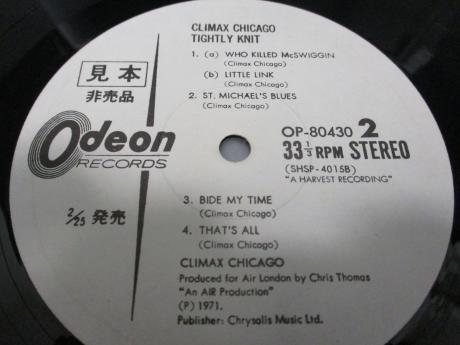 CLIMAX CHICAGO
TIGHTLY KNIT
1. (a) WHO KILLED McSWIGGIN
(Climax Chicago)
(b) LITTLE LINK
(Climax Chicago)
2. ST. MICHAEL'S BLUES
(Climax Chicago)
見本
非売品
Odeon
RECORDS
2/25 発売
OP-80430 2
33 1/3 RPM STEREO
(SHSP-4015B)
"A HARVEST RECORDING"
3. BIDE MY TIME
(Climax Chicago)
4. THAT'S ALL
(Climax Chicago)
CLIMAX CHICAGO
Produced for Air London by Chris Thomas
"An AIR Production"
(P) 1971.
Publisher: Chrysalis Music Ltd.